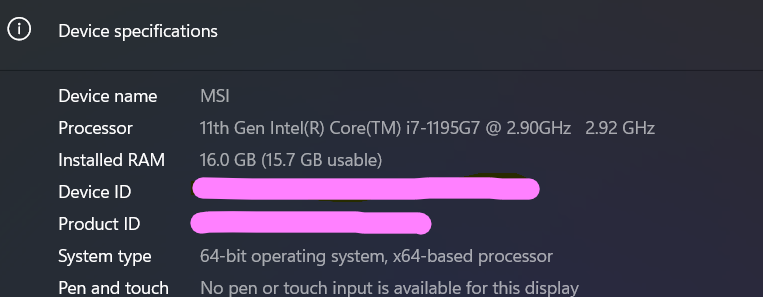 Device specifications
Device name MSI
Processor 11th Gen Intel(R) Core(TM) i7-1195G7 @ 2.90GHz 2.92 GHz
Installed RAM 16.0 GB (15.7 GB usable)
Device ID
Product ID
System type 64-bit operating system, x64-based processor
Pen and touch No pen or touch input is available for this display